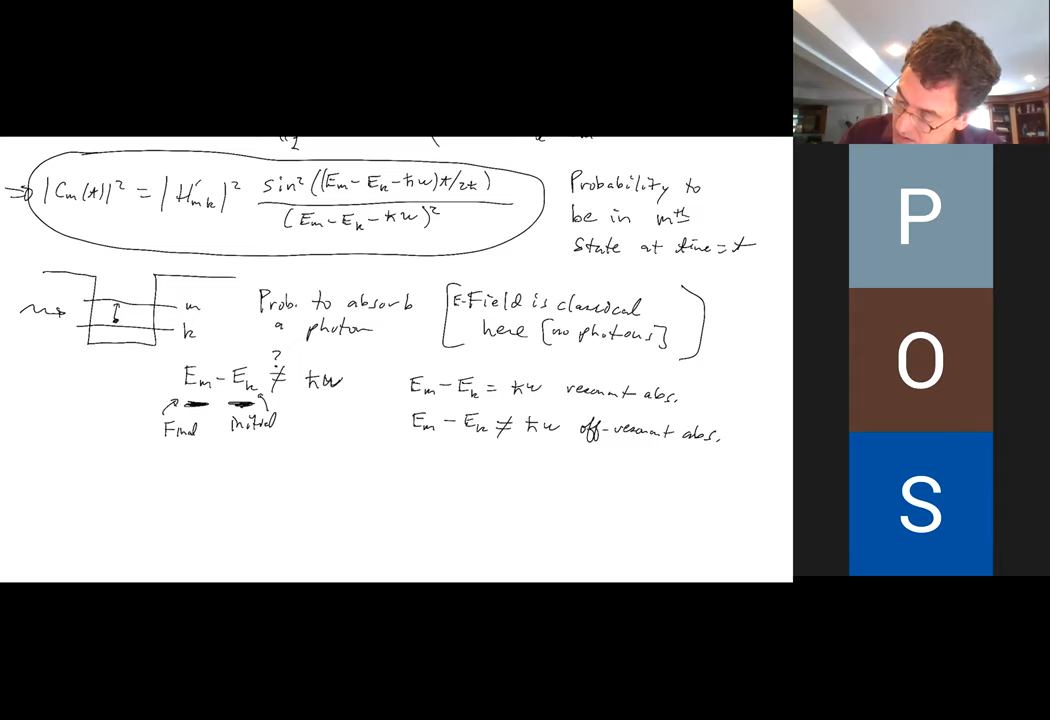 ⇒ |Cm(t)|² = |H'mk|² sin²((Em – Ek – ħω)t/2ħ) / (Em – Ek – ħω)²
Probability to
be in mth
state at time = t
m
k
Prob. to absorb
a photon
[E-Field is classical
here [no photons]]
?
Em – Ek ≠ ħω
Final
initial
Em – Ek = ħω resonant abs.
Em – Ek ≠ ħω off-resonant abs.
P
O
S